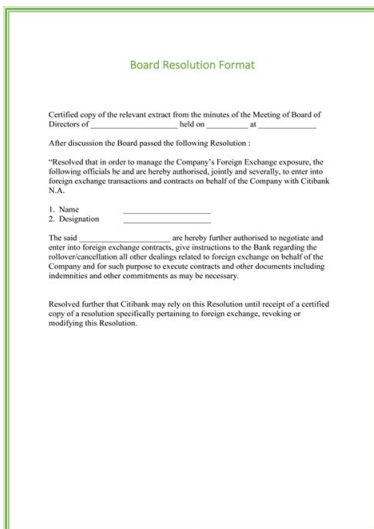 Board Resolution Format
Certified copy of the relevant extract from the minutes of the Meeting of Board of
Directors of ______________________ held on __________ at ______________
After discussion the Board passed the following Resolution :
“Resolved that in order to manage the Company’s Foreign Exchange exposure, the
following officials be and are hereby authorised, jointly and severally, to enter into
foreign exchange transactions and contracts on behalf of the Company with Citibank
N.A.
1. Name ______________________
2. Designation ______________________
The said ______________________ are hereby further authorised to negotiate and
enter into foreign exchange contracts, give instructions to the Bank regarding the
rollover/cancellation all other dealings related to foreign exchange on behalf of the
Company and for such purpose to execute contracts and other documents including
indemnities and other commitments as may be necessary.
Resolved further that Citibank may rely on this Resolution until receipt of a certified
copy of a resolution specifically pertaining to foreign exchange, revoking or
modifying this Resolution.